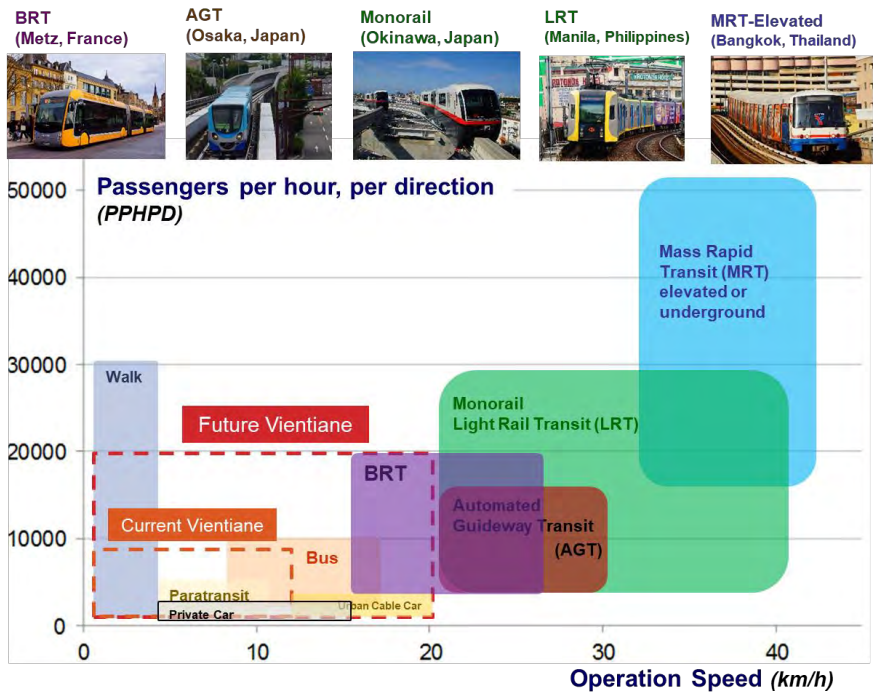 BRT
(Metz, France)
AGT
(Osaka, Japan)
Monorail
(Okinawa, Japan)
LRT
(Manila, Philippines)
MRT-Elevated
(Bangkok, Thailand)
Passengers per hour, per direction
(PPHPD)
50000
40000
30000
20000
10000
0
Mass Rapid
Transit (MRT)
elevated or
underground
Walk
Monorail
Light Rail Transit (LRT)
Future Vientiane
BRT
Automated
Guideway Transit
(AGT)
Current Vientiane
Bus
Paratransit
Private Car
Urban Cable Car
0
10
20
30
40
Operation Speed (km/h)